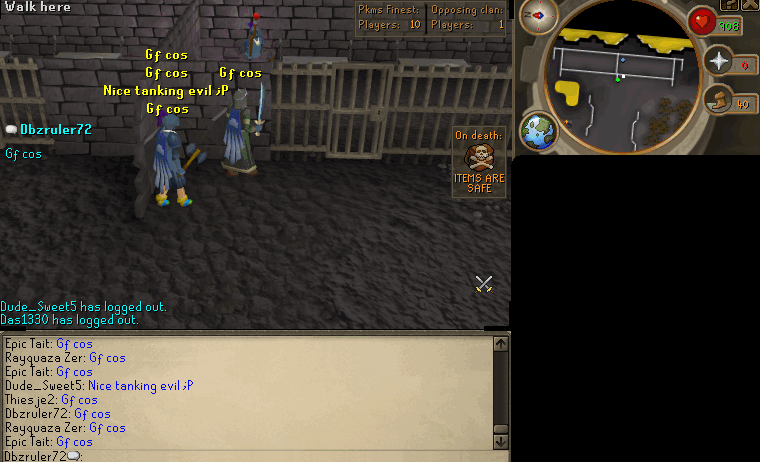 Walk here
Pkms Finest: Opposing clan:
Players: 10 Players: 1
908
0
40
Gf cos
Gf cos Gf cos
Nice tanking evil ;P
Gf cos
Dbzruler72
Gf cos
On death:
ITEMS ARE
SAFE
Dude_Sweet5 has logged out.
Das1330 has logged out.
Epic Tait: Gf cos
Rayquaza Zer: Gf cos
Epic Tait: Gf cos
Dude_Sweet5: Nice tanking evil ;P
Thiesje2: Gf cos
Dbzruler72: Gf cos
Rayquaza Zer: Gf cos
Epic Tait: Gf cos
Dbzruler72: